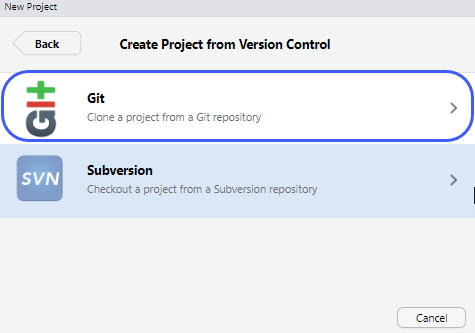 New Project
Back
Create Project from Version Control
Git
Git
Clone a project from a Git repository
SVN
Subversion
Checkout a project from a Subversion repository
Cancel